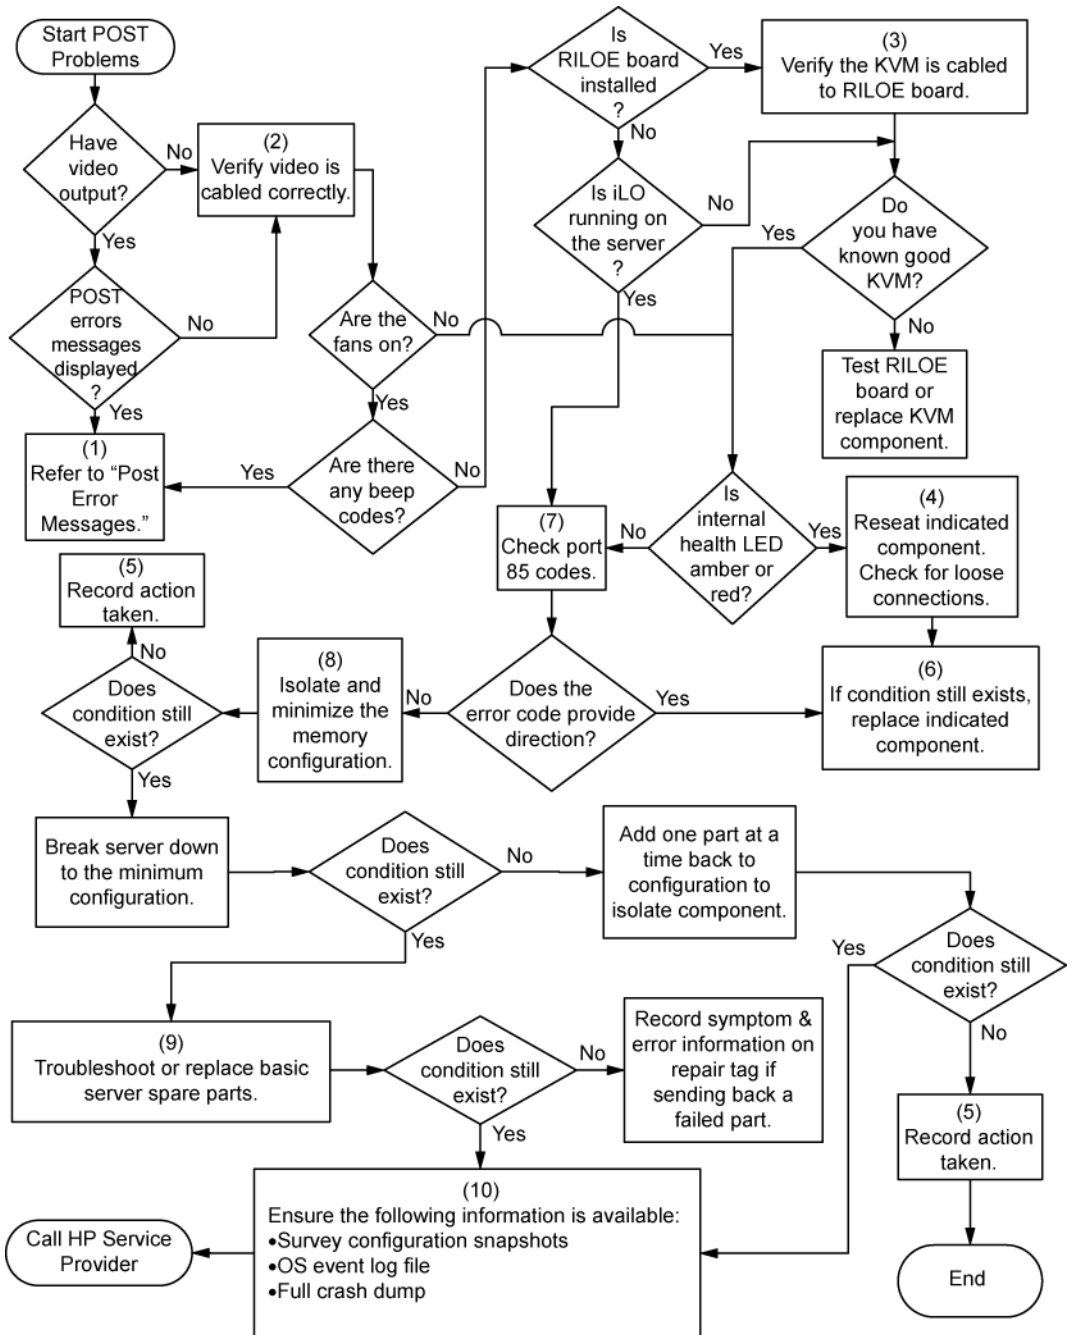 Start POST
Problems
Have
video
output?
No
Yes
(2)
Verify video is
cabled correctly.
POST
errors
messages
displayed
?
No
Yes
(1)
Refer to “Post
Error
Messages.”
Are the
fans on?
No
Yes
Are there
any beep
codes?
Yes
No
Is
RILOE board
installed
?
Yes
No
(3)
Verify the KVM is cabled
to RILOE board.
Is iLO
running on
the server
?
No
Yes
Do
you have
known good
KVM?
Yes
No
Test RILOE
board or
replace KVM
component.
Is
internal
health LED
amber or
red?
No
Yes
(4)
Reseat indicated
component.
Check for loose
connections.
(7)
Check port
85 codes.
(6)
If condition still exists,
replace indicated
component.
Does the
error code provide
direction?
Yes
No
(8)
Isolate and
minimize the
memory
configuration.
Does
condition still
exist?
No
Yes
(5)
Record action
taken.
Break server down
to the minimum
configuration.
Does
condition still
exist?
No
Yes
Add one part at a
time back to
configuration to
isolate component.
Does
condition still
exist?
Yes
No
(5)
Record action
taken.
End
(9)
Troubleshoot or replace basic
server spare parts.
Does
condition still
exist?
No
Yes
Record symptom &
error information on
repair tag if
sending back a
failed part.
(10)
Ensure the following information is available:
•Survey configuration snapshots
•OS event log file
•Full crash dump
Call HP Service
Provider